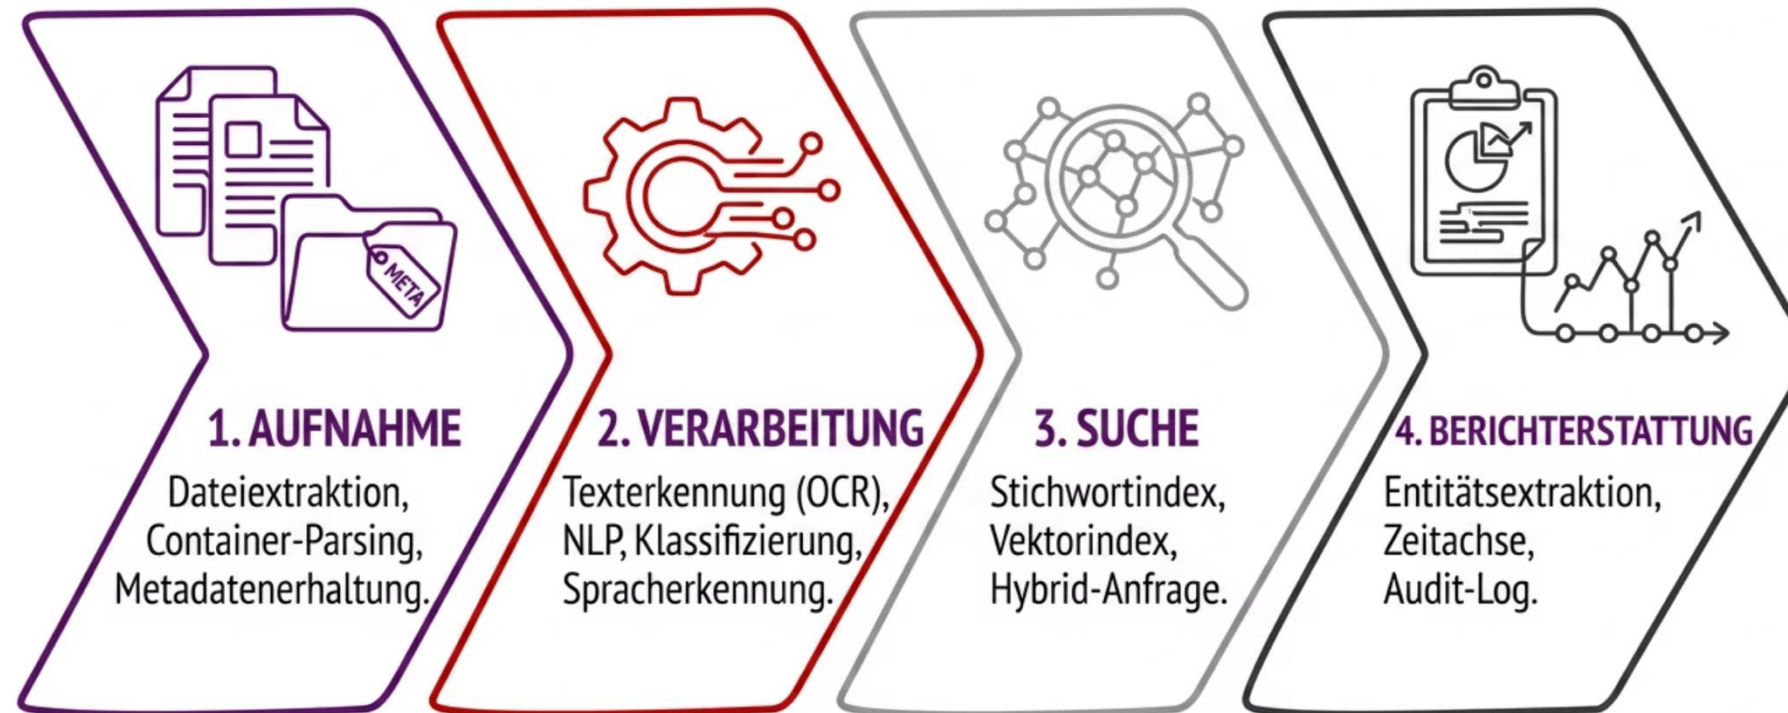 META
1. AUFNAHME
Dateiextraktion,
Container-Parsing,
Metadatenerhaltung.
2. VERARBEITUNG
Texterkennung (OCR),
NLP, Klassifizierung,
Spracherkennung.
3. SUCHE
Stichwortindex,
Vektorindex,
Hybrid-Anfrage.
4. BERICHTERSTATTUNG
Entitätsextraktion,
Zeitachse,
Audit-Log.